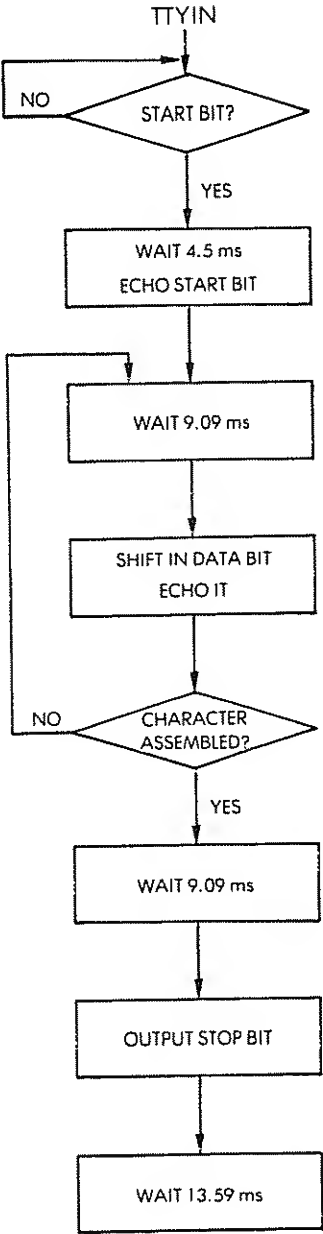 TTYIN
NO
START BIT?
YES
WAIT 4.5 ms
ECHO START BIT
WAIT 9.09 ms
SHIFT IN DATA BIT
ECHO IT
NO
CHARACTER
ASSEMBLED?
YES
WAIT 9.09 ms
OUTPUT STOP BIT
WAIT 13.59 ms